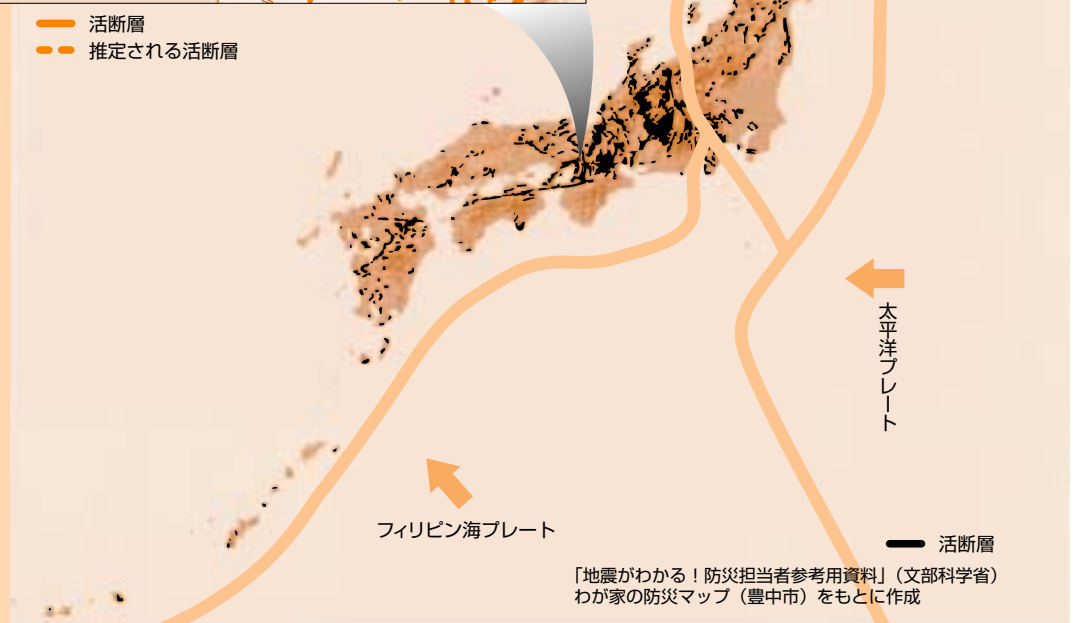 活断層
推定される活断層
太平洋プレート
フィリピン海プレート
活断層
「地震がわかる！防災担当者参考用資料」（文部科学省）
わが家の防災マップ（豊中市）をもとに作成